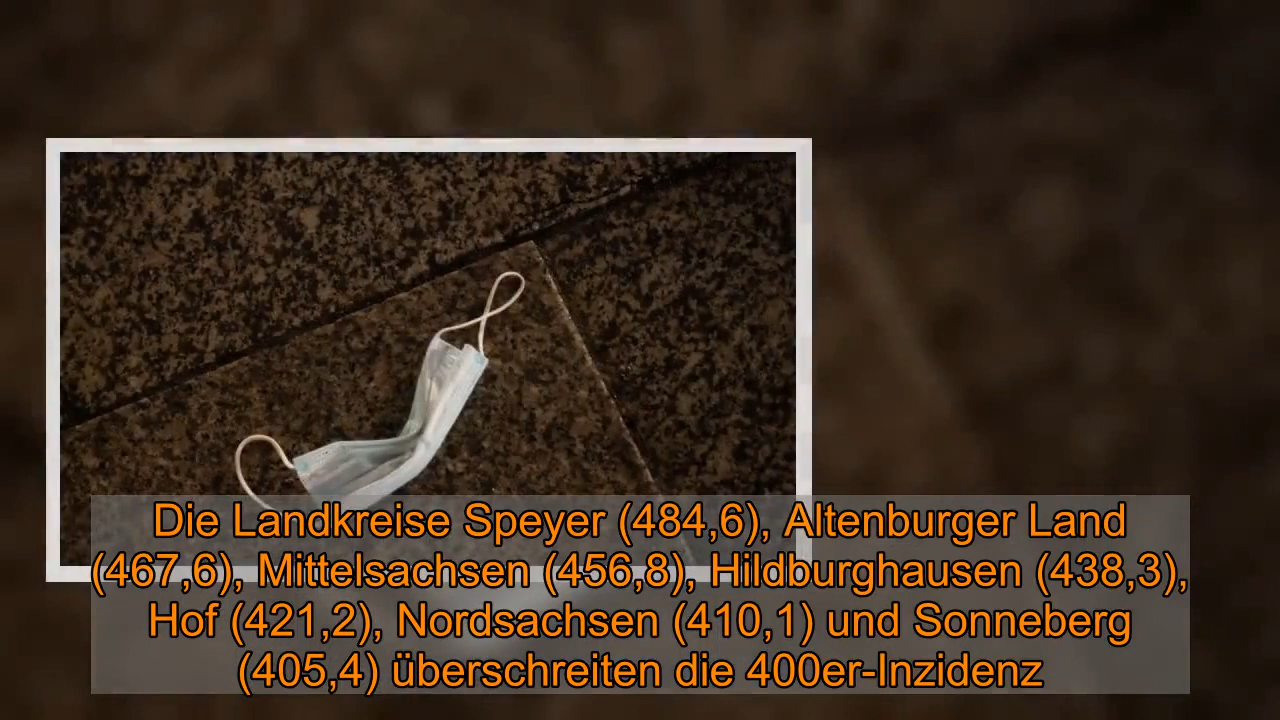 Die Landkreise Speyer (484,6), Altenburger Land
(467,6), Mittelsachsen (456,8), Hildburghausen (438,3),
Hof (421,2), Nordsachsen (410,1) und Sonneberg
(405,4) überschreiten die 400er-Inzidenz